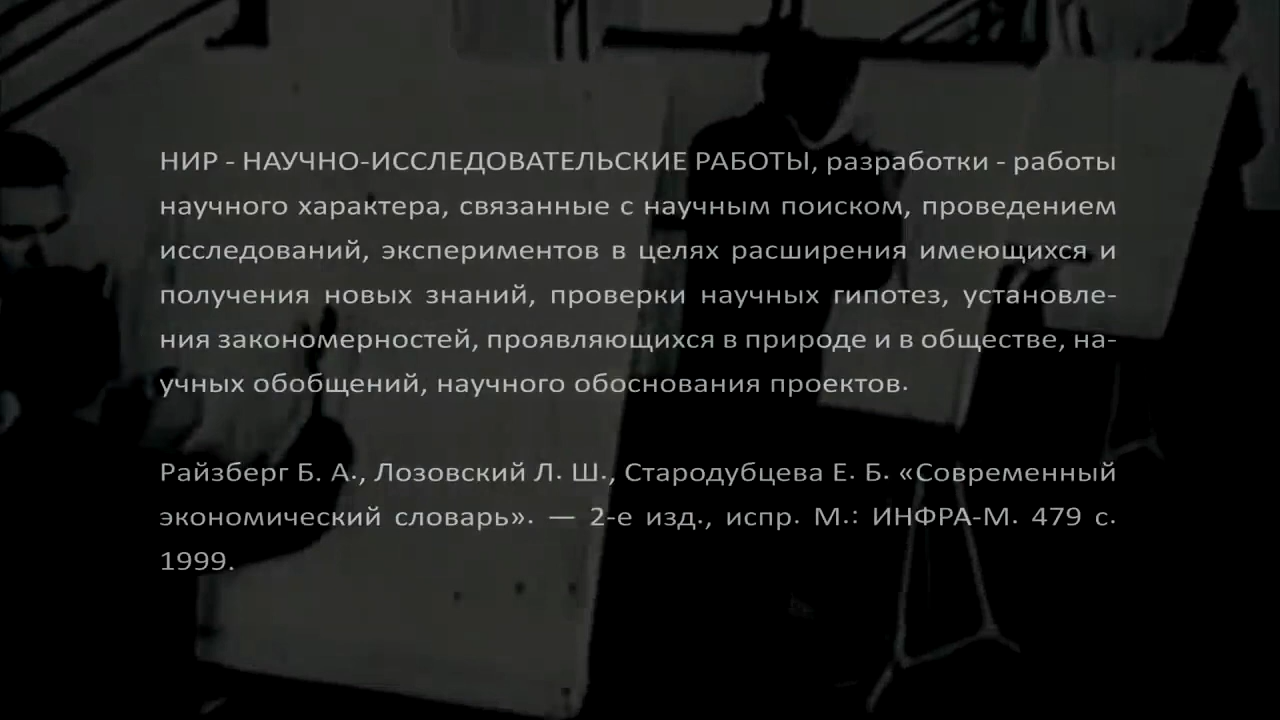 НИР - НАУЧНО-ИССЛЕДОВАТЕЛЬСКИЕ РАБОТЫ, разработки - работы
научного характера, связанные с научным поиском, проведением
исследований, экспериментов в целях расширения имеющихся и
получения новых знаний, проверки научных гипотез, установле-
ния закономерностей, проявляющихся в природе и в обществе, на-
учных обобщений, научного обоснования проектов.
Райзберг Б. А., Лозовский Л. Ш., Стародубцева Е. Б. «Современный
экономический словарь». — 2-е изд., испр. М.: ИНФРА-М. 479 с.
1999.